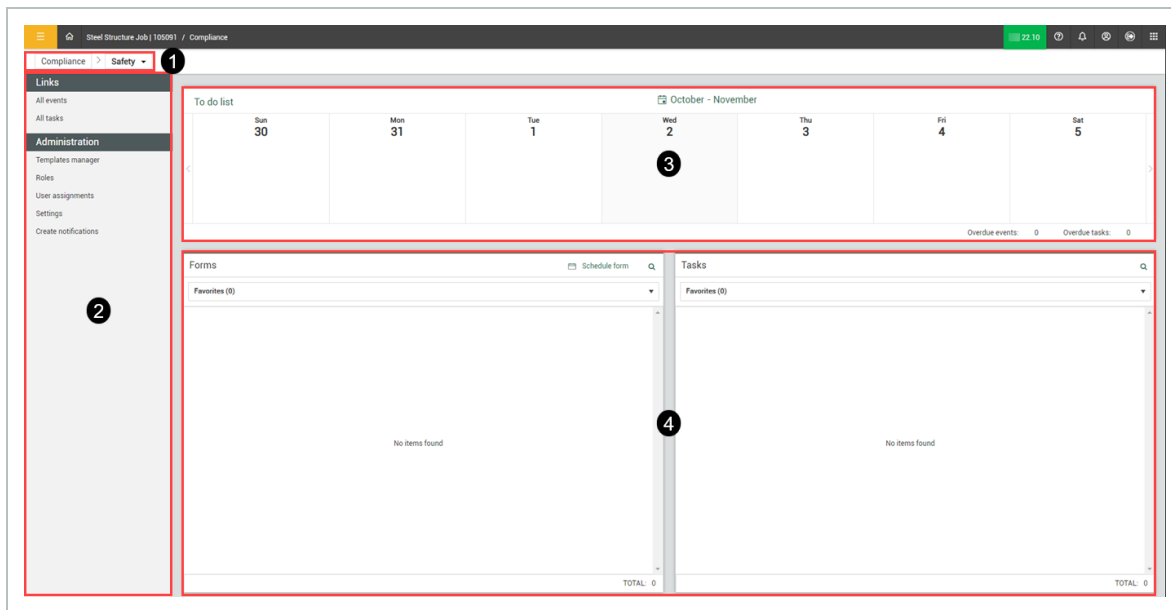 Steel Structure Job | 105091 / Compliance
22.10
Compliance > Safety
1
Links
All events
All tasks
Administration
Templates manager
Roles
User assignments
Settings
Create notifications
2
To do list
October - November
Sun Mon Tue Wed Thu Fri Sat
30 31 1 2 3 4 5
3
Overdue events: 0 Overdue tasks: 0
Forms
Schedule form
Favorites (0)
No items found
TOTAL: 0
4
Tasks
Favorites (0)
No items found
TOTAL: 0